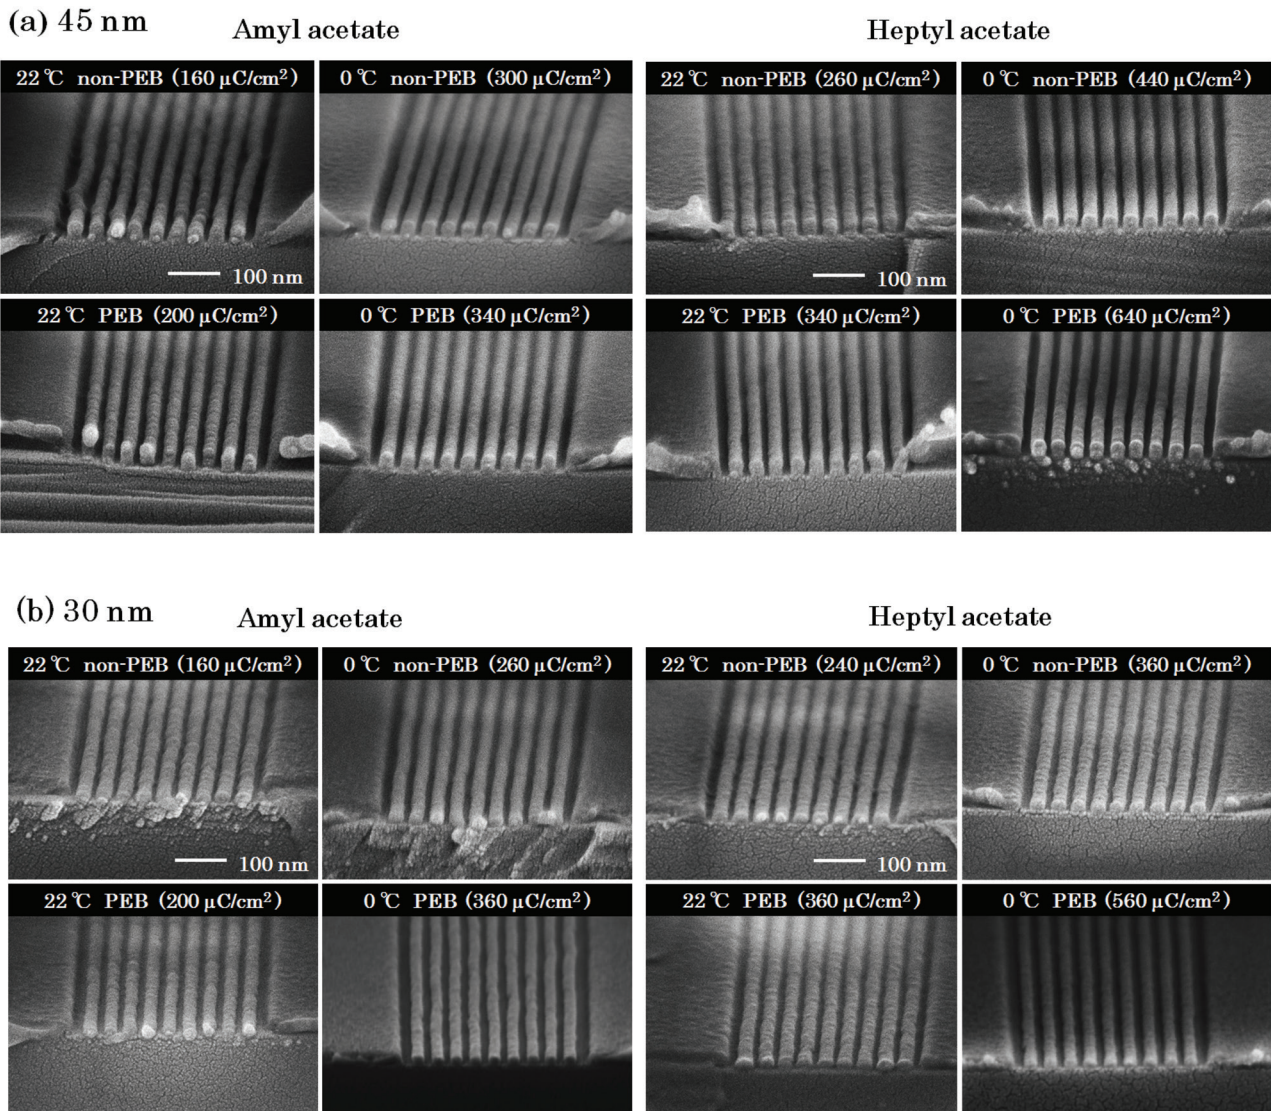 (a) 45 nm
Amyl acetate
Heptyl acetate
22 ℃ non-PEB (160 µC/cm²)
0 ℃ non-PEB (300 µC/cm²)
22 ℃ non-PEB (260 µC/cm²)
0 ℃ non-PEB (440 µC/cm²)
100 nm
100 nm
22 ℃ PEB (200 µC/cm²)
0 ℃ PEB (340 µC/cm²)
22 ℃ PEB (340 µC/cm²)
0 ℃ PEB (640 µC/cm²)
(b) 30 nm
Amyl acetate
Heptyl acetate
22 ℃ non-PEB (160 µC/cm²)
0 ℃ non-PEB (260 µC/cm²)
22 ℃ non-PEB (240 µC/cm²)
0 ℃ non-PEB (360 µC/cm²)
100 nm
100 nm
22 ℃ PEB (200 µC/cm²)
0 ℃ PEB (360 µC/cm²)
22 ℃ PEB (360 µC/cm²)
0 ℃ PEB (560 µC/cm²)